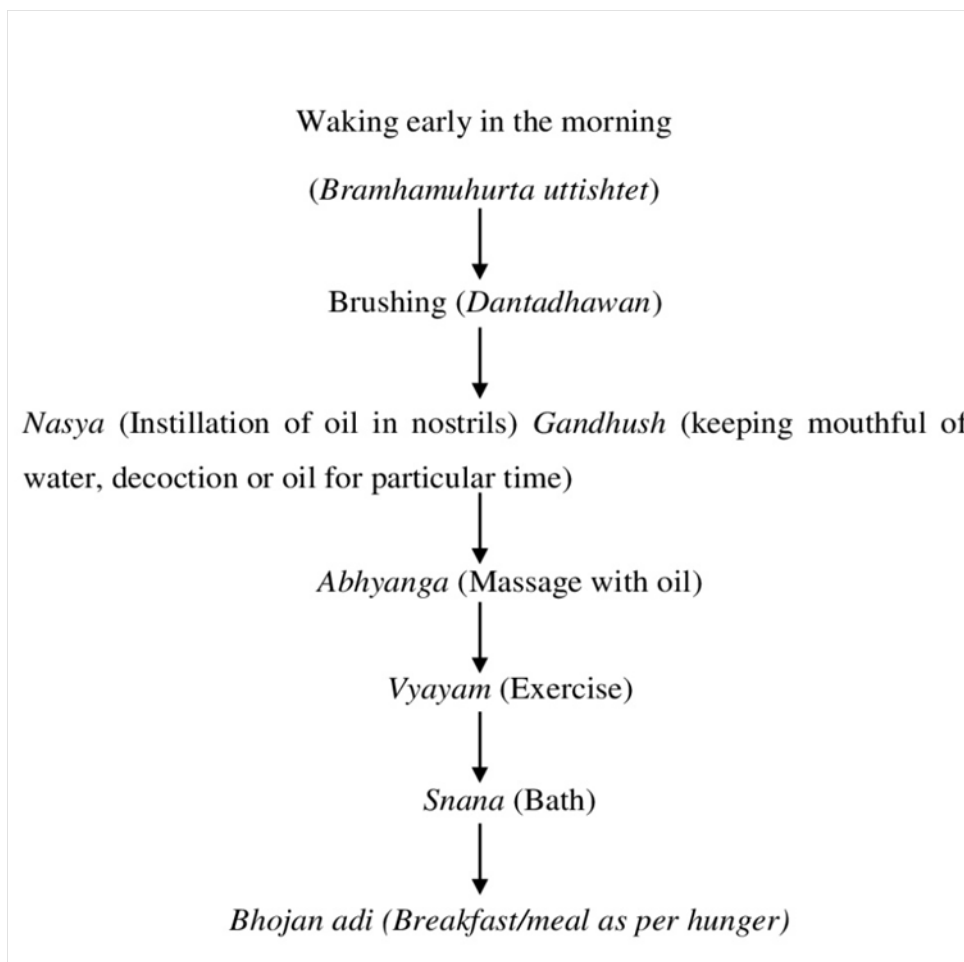 Waking early in the morning
(Bramhamuhurta uttishtet)
Brushing (Dantadhawan)
Nasya (Instillation of oil in nostrils) Gandhush (keeping mouthful of
water, decoction or oil for particular time)
Abhyanga (Massage with oil)
Vyayam (Exercise)
Snana (Bath)
Bhojan adi (Breakfast/meal as per hunger)